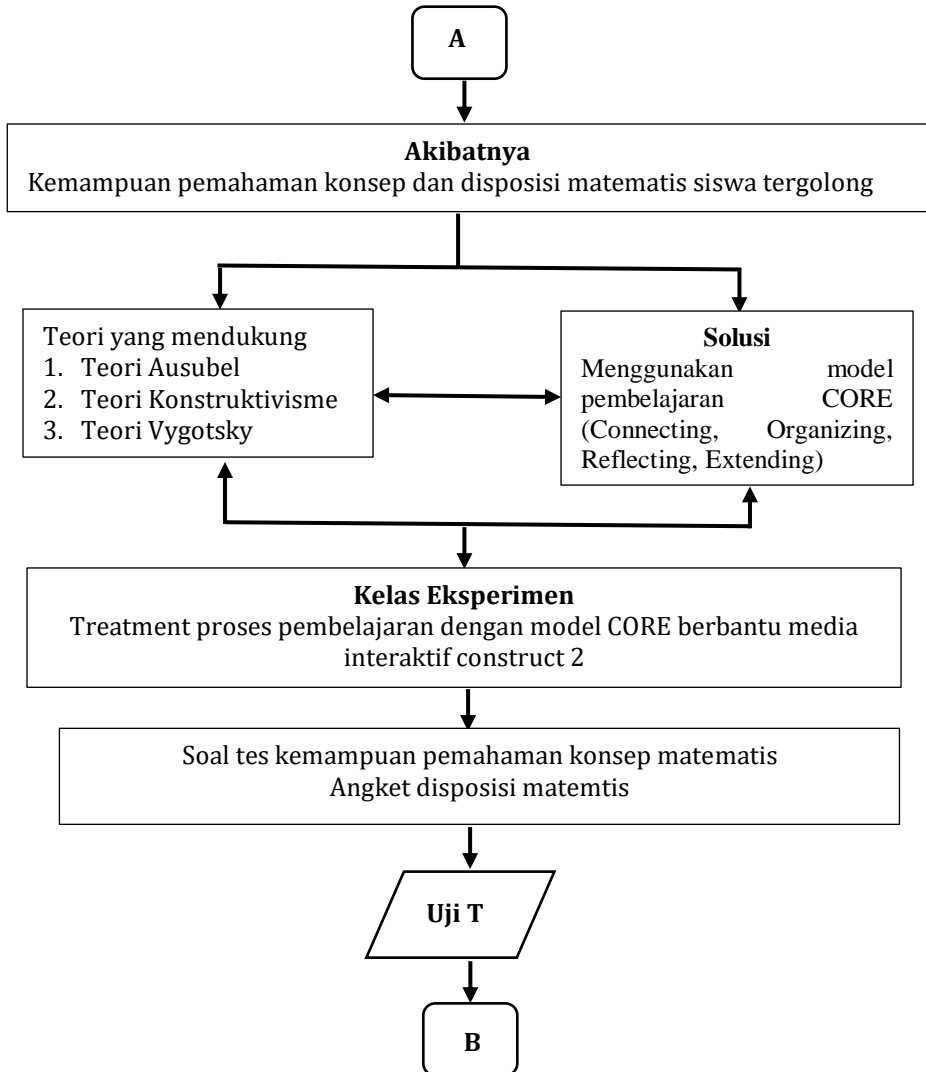 A
Akibatnya
Kemampuan pemahaman konsep dan disposisi matematis siswa tergolong
Teori yang mendukung
1. Teori Ausubel
2. Teori Konstruktivisme
3. Teori Vygotsky
Solusi
Menggunakan model
pembelajaran CORE
(Connecting, Organizing,
Reflecting, Extending)
Kelas Eksperimen
Treatment proses pembelajaran dengan model CORE berbantu media
interaktif construct 2
Soal tes kemampuan pemahaman konsep matematis
Angket disposisi matemtis
Uji T
B